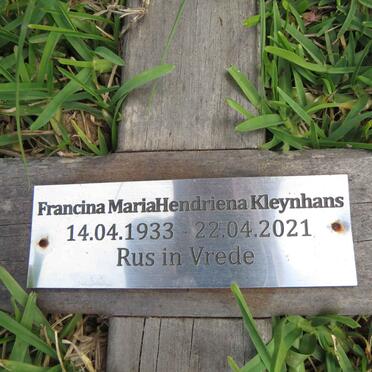 Francina MariaHendriena Kleynhans
14.04.1933 - 22.04.2021
Rus in Vrede